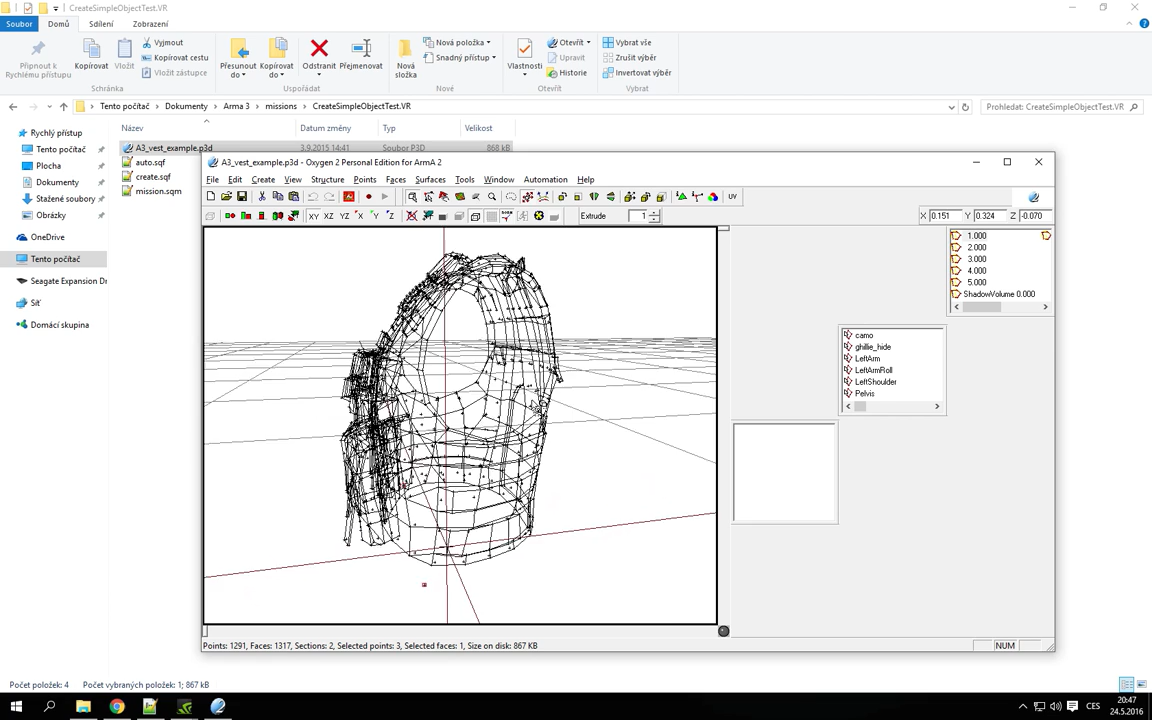 CreateSimpleObjectTest.VR
Soubor Domů Sdílení Zobrazení
Připnout k Rychlému přístupu
Kopírovat
Vložit
Vyjmout
Kopírovat cestu
Vložit zástupce
Přesunout do
Kopírovat do
Odstranit
Přejmenovat
Nová složka
Nová položka
Snadný přístup
Vlastnosti
Otevřít
Upravit
Historie
Vybrat vše
Zrušit výběr
Invertovat výběr
Schránka Uspořádat Nové Otevřít Vybrat
Tento počítač Dokumenty Arma 3 missions CreateSimpleObjectTest.VR
Prohledat: CreateSimpleObjectTest.VR
Název Datum změny Typ Velikost
A3_vest_example.p3d 3.9.2015 14:41 Soubor P3D 868 kB
auto.sqf
create.sqf
mission.sqm
Rychlý přístup
Tento počítač
Plocha
Dokumenty
Stažené soubory
Obrázky
OneDrive
Tento počítač
Seagate Expansion Dr
Síť
Domácí skupina
A3_vest_example.p3d - Oxygen 2 Personal Edition for ArmA 2
File Edit Create View Structure Points Faces Surfaces Tools Window Automation Help
UV
XY XZ YZ X Y Z
Extrude 1
X 0.151 Y 0.324 Z -0.070
1.000
2.000
3.000
4.000
5.000
ShadowVolume 0.000
camo
ghillie_hide
LeftArm
LeftArmRoll
LeftShoulder
Pelvis
Points: 1291, Faces: 1317, Sections: 2, Selected points: 3, Selected faces: 1, Size on disk: 867 KB
NUM
Počet položek: 4 Počet vybraných položek: 1; 867 kB
CES
20:47
24.5.2016